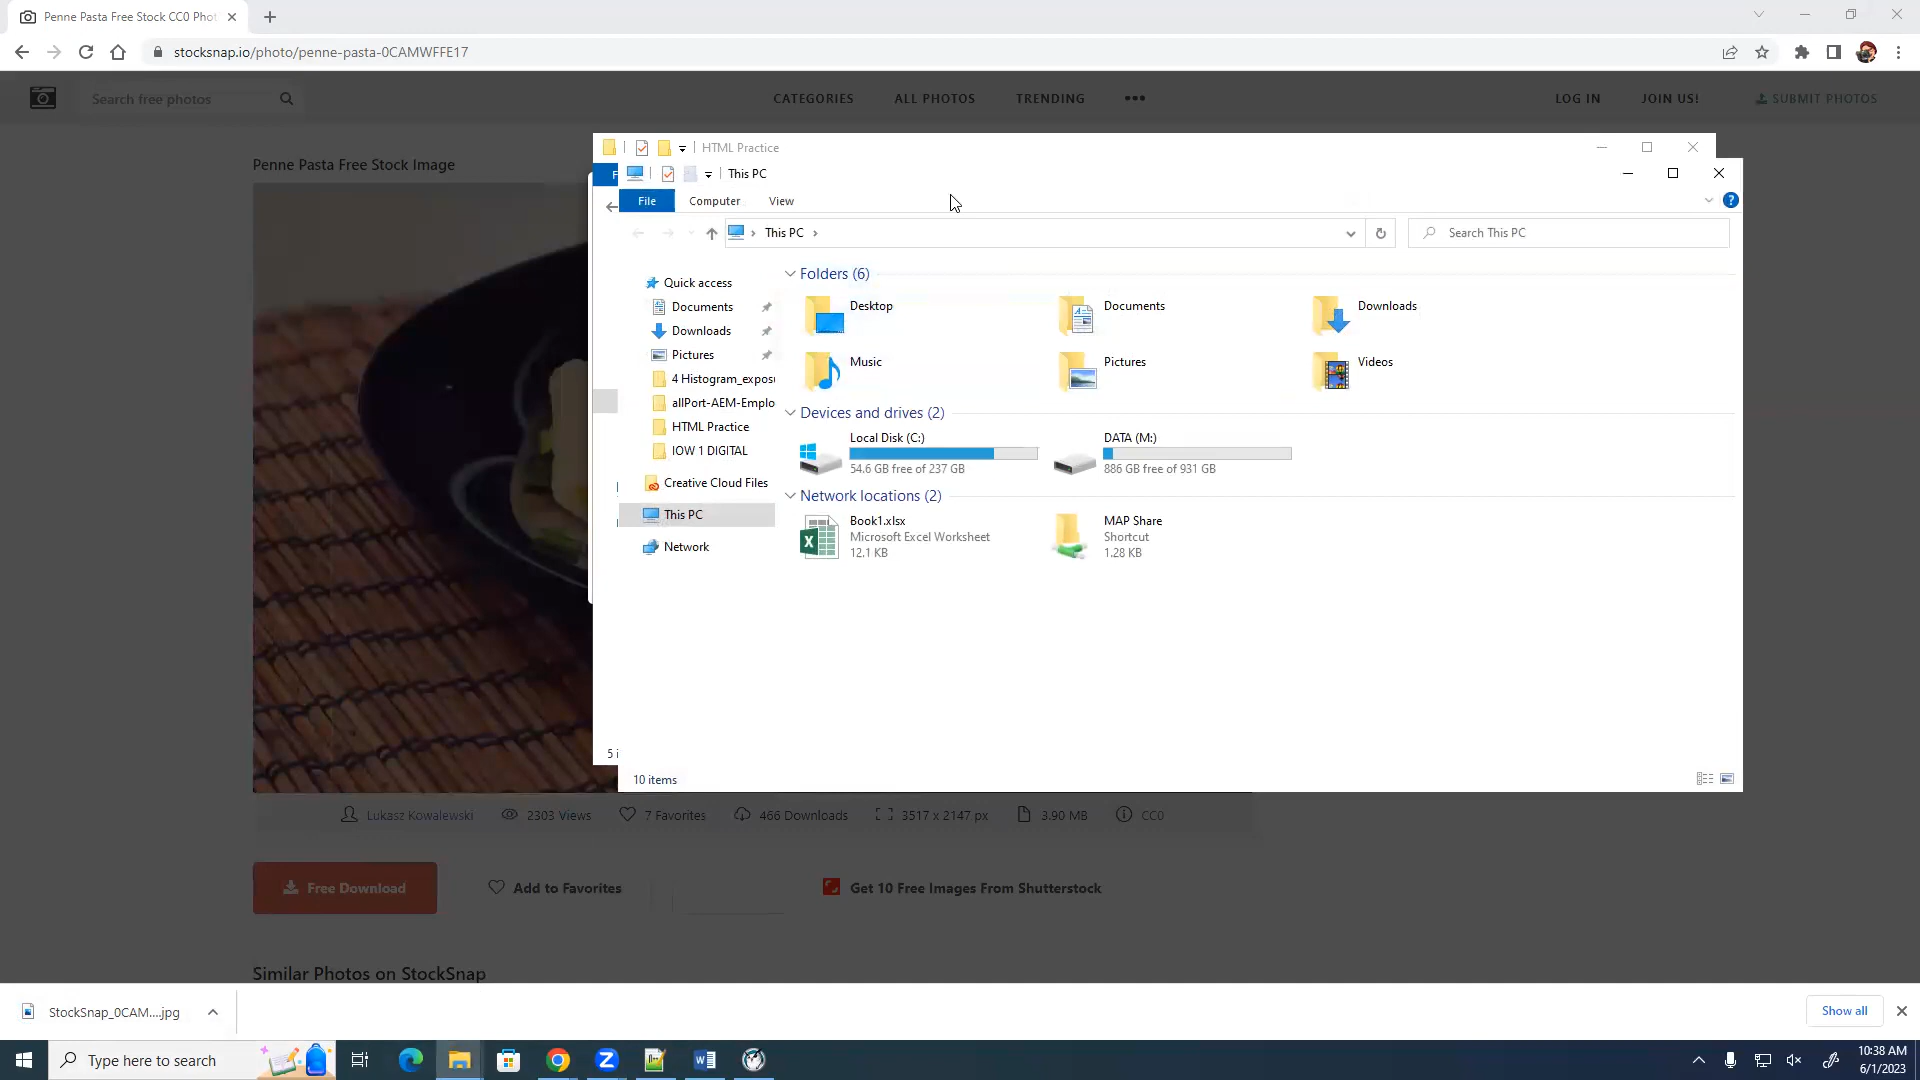 Penne Pasta Free Stock CC0 Phot
stocksnap.io/photo/penne-pasta-0CAMWFFE17
Search free photos
CATEGORIES
ALL PHOTOS
TRENDING
LOG IN
JOIN US!
SUBMIT PHOTOS
Penne Pasta Free Stock Image
HTML Practice
This PC
F
File
Computer
View
This PC
Search This PC
Quick access
Documents
Downloads
Pictures
4 Histogram_exposu
allPort-AEM-Emplo
HTML Practice
IOW 1 DIGITAL
Creative Cloud Files
This PC
Network
Folders (6)
Desktop
Documents
Downloads
Music
Pictures
Videos
Devices and drives (2)
Local Disk (C:)
54.6 GB free of 237 GB
DATA (M:)
886 GB free of 931 GB
Network locations (2)
Book1.xlsx
Microsoft Excel Worksheet
12.1 KB
MAP Share
Shortcut
1.28 KB
5 i
10 items
Lukasz Kowalewski
2303 Views
7 Favorites
466 Downloads
3517 x 2147 px
3.90 MB
CC0
Free Download
Add to Favorites
Get 10 Free Images From Shutterstock
Similar Photos on StockSnap
StockSnap_0CAM....jpg
Show all
Type here to search
10:38 AM
6/1/2023